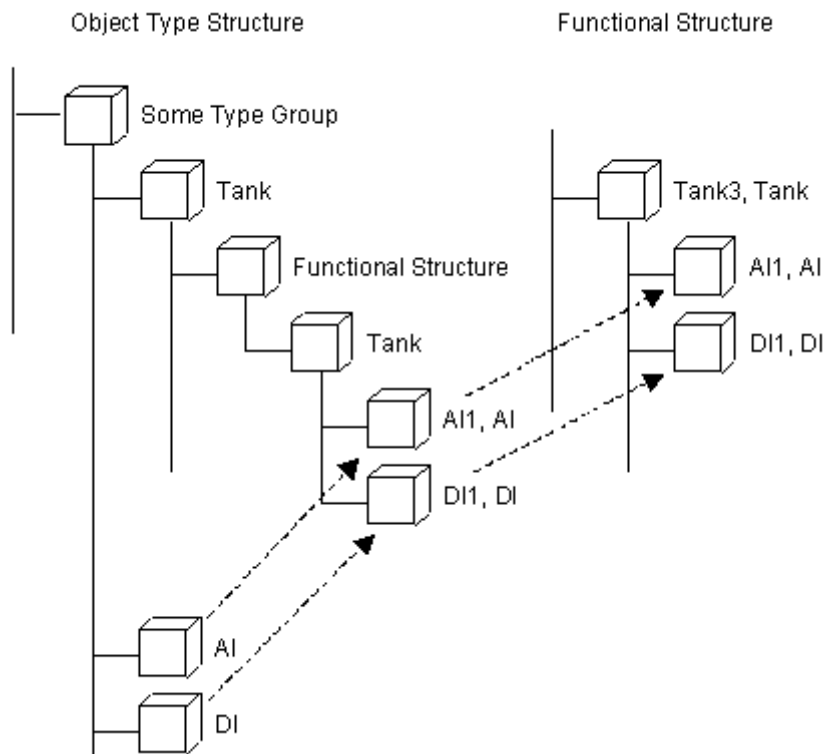 Object Type Structure
Functional Structure
Some Type Group
Tank
Functional Structure
Tank
AI1, AI
DI1, DI
AI
DI
Tank3, Tank
AI1, AI
DI1, DI